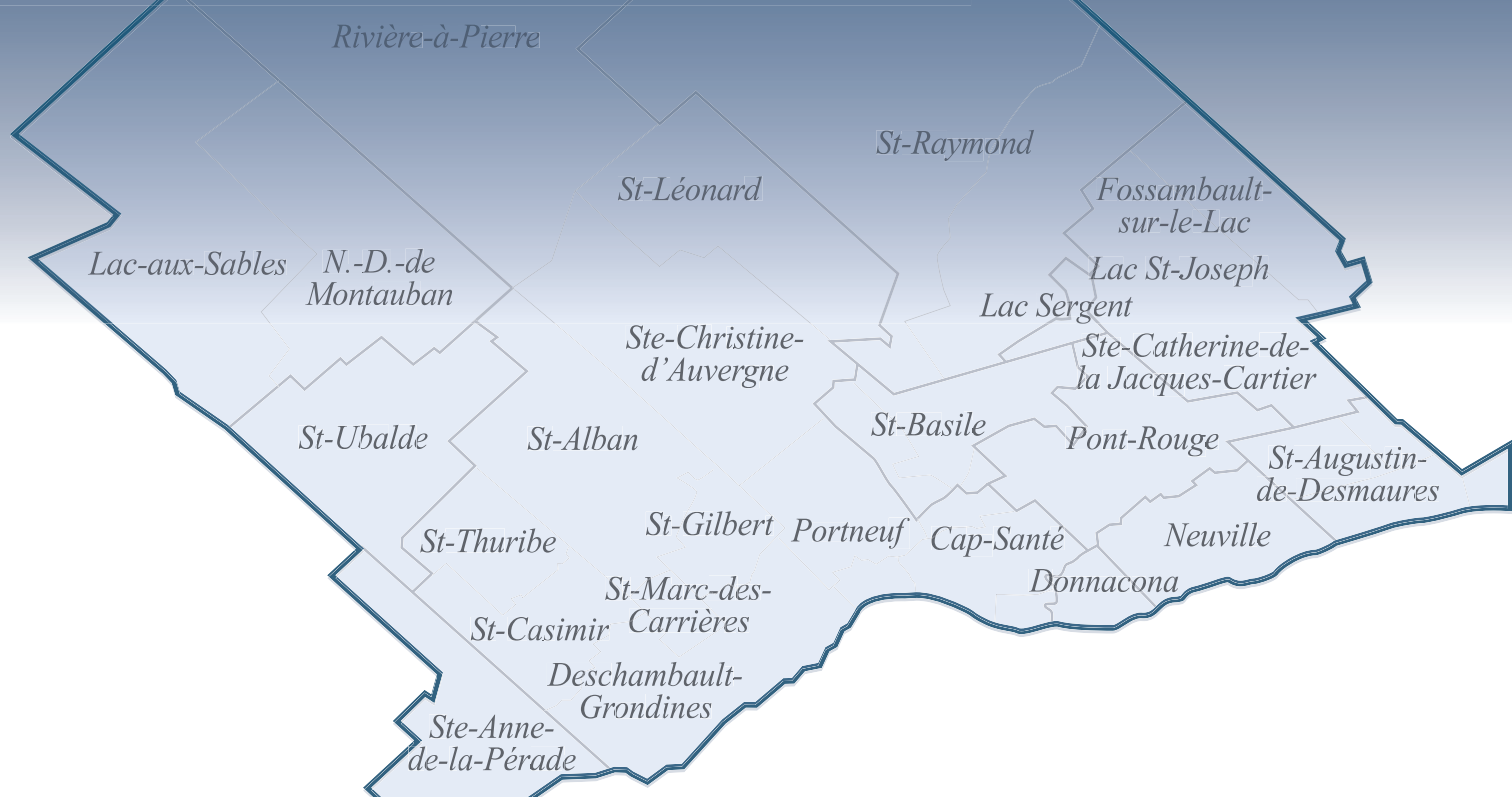 Rivière-à-Pierre
St-Raymond
St-Léonard
Fossambault-
sur-le-Lac
Lac-aux-Sables
N.-D.-de
Montauban
Lac St-Joseph
Lac Sergent
Ste-Christine-
d’Auvergne
Ste-Catherine-de-
la Jacques-Cartier
St-Ubalde
St-Alban
St-Basile
Pont-Rouge
St-Augustin-
de-Desmaures
St-Thuribe
St-Gilbert
Portneuf
Cap-Santé
Neuville
Donnacona
St-Marc-des-
Carrières
St-Casimir
Deschambault-
Grondines
Ste-Anne-
de-la-Pérade